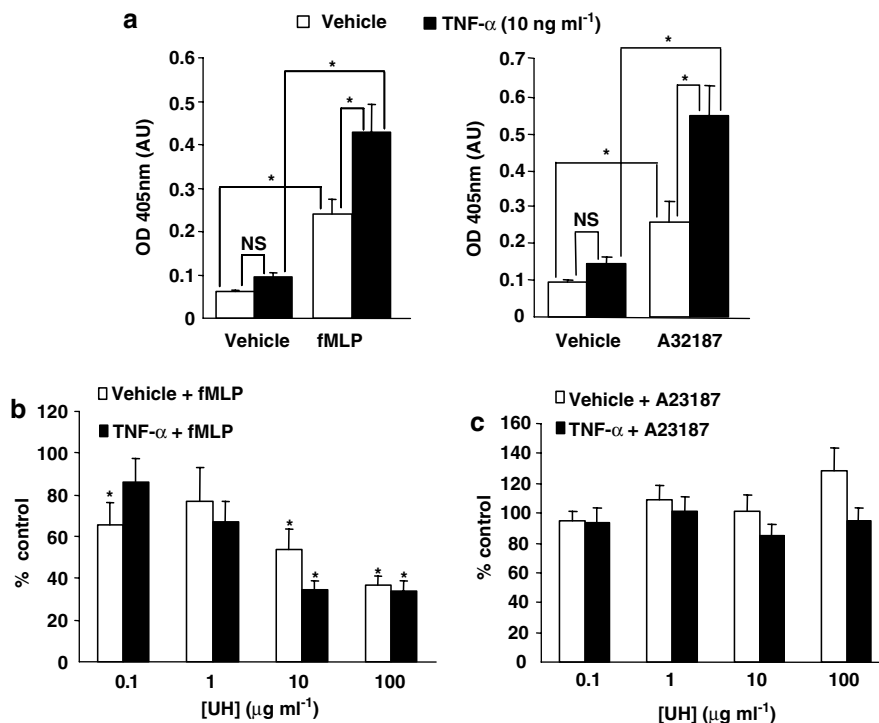 a
Vehicle TNF-α (10 ng ml⁻¹)
OD 405nm (AU)
0.6
0.5
0.4
0.3
0.2
0.1
0
*
*
*
NS
Vehicle fMLP
OD 405nm (AU)
0.7
0.6
0.5
0.4
0.3
0.2
0.1
0
*
*
*
NS
Vehicle A32187
b
Vehicle + fMLP
TNF-α + fMLP
% control
120
100
80
60
40
20
0
* * * * *
0.1 1 10 100
[UH] (μg ml⁻¹)
c
Vehicle + A23187
TNF-α + A23187
% control
160
140
120
100
80
60
40
20
0
0.1 1 10 100
[UH] (μg ml⁻¹)